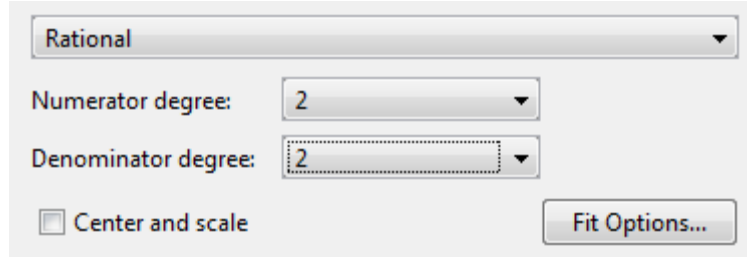 Rational
Numerator degree: 2
Denominator degree: 2
Center and scale Fit Options...